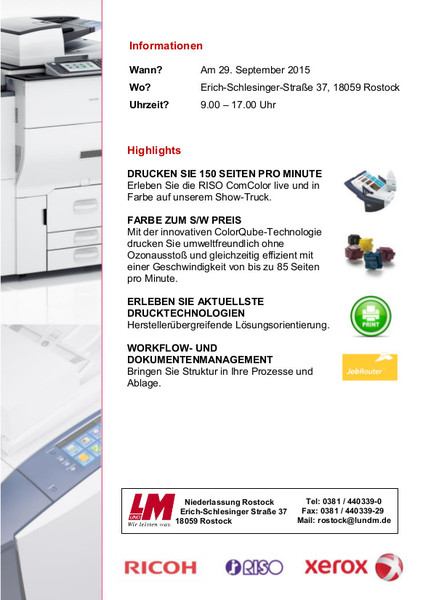 Informationen
Wann? Am 29. September 2015
Wo? Erich-Schlesinger-Straße 37, 18059 Rostock
Uhrzeit? 9.00 – 17.00 Uhr
Highlights
DRUCKEN SIE 150 SEITEN PRO MINUTE
Erleben Sie die RISO ComColor live und in
Farbe auf unserem Show-Truck.
FARBE ZUM S/W PREIS
Mit der innovativen ColorQube-Technologie
drucken Sie umweltfreundlich ohne
Ozonausstoß und gleichzeitig effizient mit
einer Geschwindigkeit von bis zu 85 Seiten
pro Minute.
ERLEBEN SIE AKTUELLSTE
DRUCKTECHNOLOGIEN
Herstellerübergreifende Lösungsorientierung.
PRINT
WORKFLOW- UND
DOKUMENTENMANAGEMENT
Bringen Sie Struktur in Ihre Prozesse und
Ablage.
JobRouter
LM
UND
Wir leisten was.
Niederlassung Rostock
Erich-Schlesinger Straße 37
18059 Rostock
Tel: 0381 / 440339-0
Fax: 0381 / 440339-29
Mail: rostock@lundm.de
RICOH RISO xerox